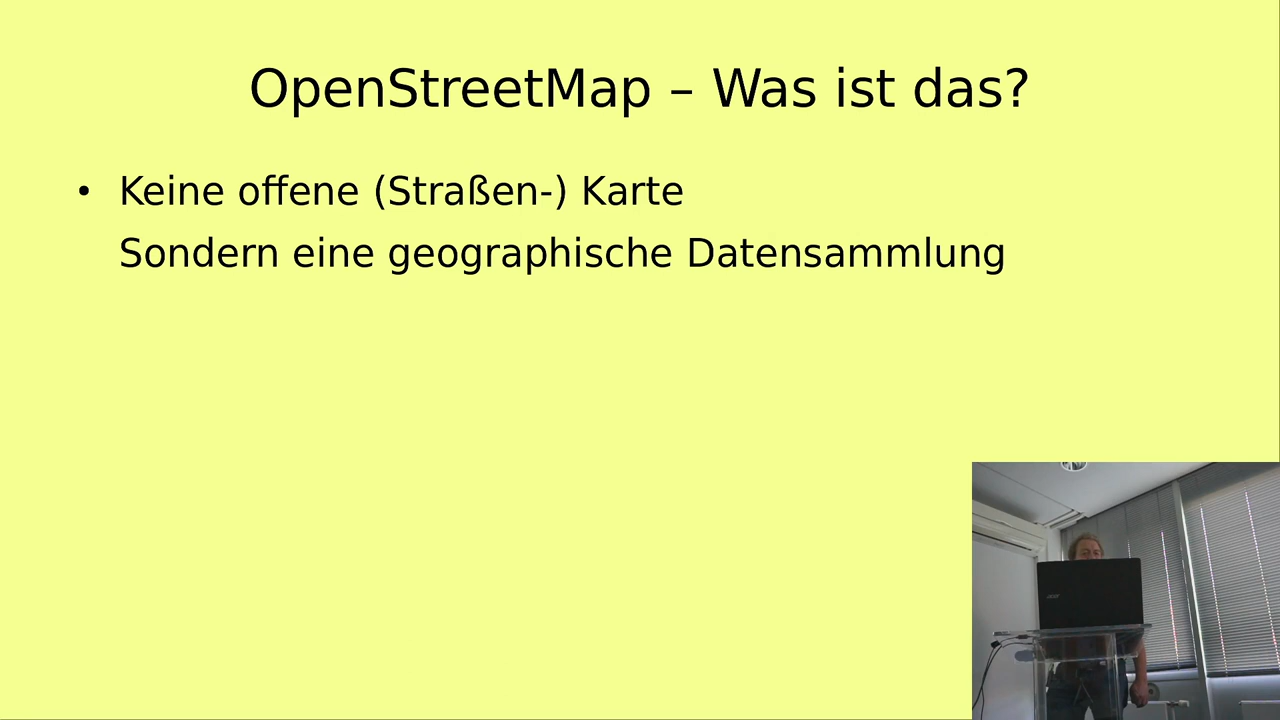 OpenStreetMap – Was ist das?
• Keine offene (Straßen-) Karte
Sondern eine geographische Datensammlung